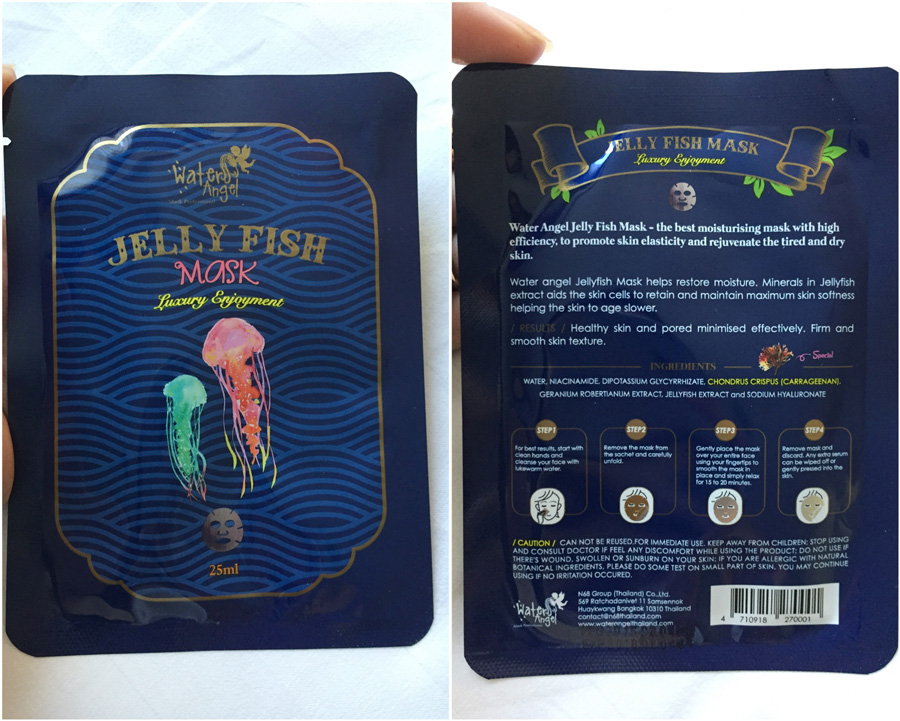 Water
Angel
JELLY FISH
MASK
Luxury Enjoyment
25ml
JELLY FISH MASK
Luxury Enjoyment
Water Angel Jelly Fish Mask - the best moisturising mask with high
efficiency, to promote skin elasticity and rejuvenate the tired and dry
skin.
Water angel Jellyfish Mask helps restore moisture. Minerals in Jellyfish
extract aids the skin cells to retain and maintain maximum skin softness
helping the skin to age slower.
/ RESULTS / Healthy skin and pored minimised effectively. Firm and
smooth skin texture.
Special
INGREDIENTS
WATER, NIACINAMIDE, DIPOTASSIUM GLYCYRRHIZATE, CHONDRUS CRISPUS (CARRAGEENAN),
GERANIUM ROBERTIANUM EXTRACT, JELLYFISH EXTRACT and SODIUM HYALURONATE
STEP1
For best results, start with
clean hands and
cleanse your face with
lukewarm water.
STEP2
Remove the mask from
the sachet and carefully
unfold.
STEP3
Gently place the mask
over your entire face
using your fingertips to
smooth the mask in
place and simply relax
for 15 to 20 minutes.
STEP4
Remove mask and
discard. Any extra serum
can be wiped off or
gently pressed into the
skin.
/ CAUTION / CAN NOT BE REUSED,FOR IMMEDIATE USE. KEEP AWAY FROM CHILDREN; STOP USING
AND CONSULT DOCTOR IF FEEL ANY DISCOMFORT WHILE USING THE PRODUCT; DO NOT USE IF
THERE'S WOUND, SWOLLEN OR SUNBURN ON YOUR SKIN; IF YOU ARE ALLERGIC WITH NATURAL
BOTANICAL INGREDIENTS, PLEASE DO SOME TEST ON SMALL PART OF SKIN. YOU MAY CONTINUE
USING IF NO IRRITATION OCCURED.
Water
Angel
N68 Group (Thailand) Co.,Ltd.
569 Ratchadanivet 11 Samsennok
Huaykwang Bangkok 10310 Thailand
contact@n68thailand.com
www.waterangelthailand.com
4 710918 270001